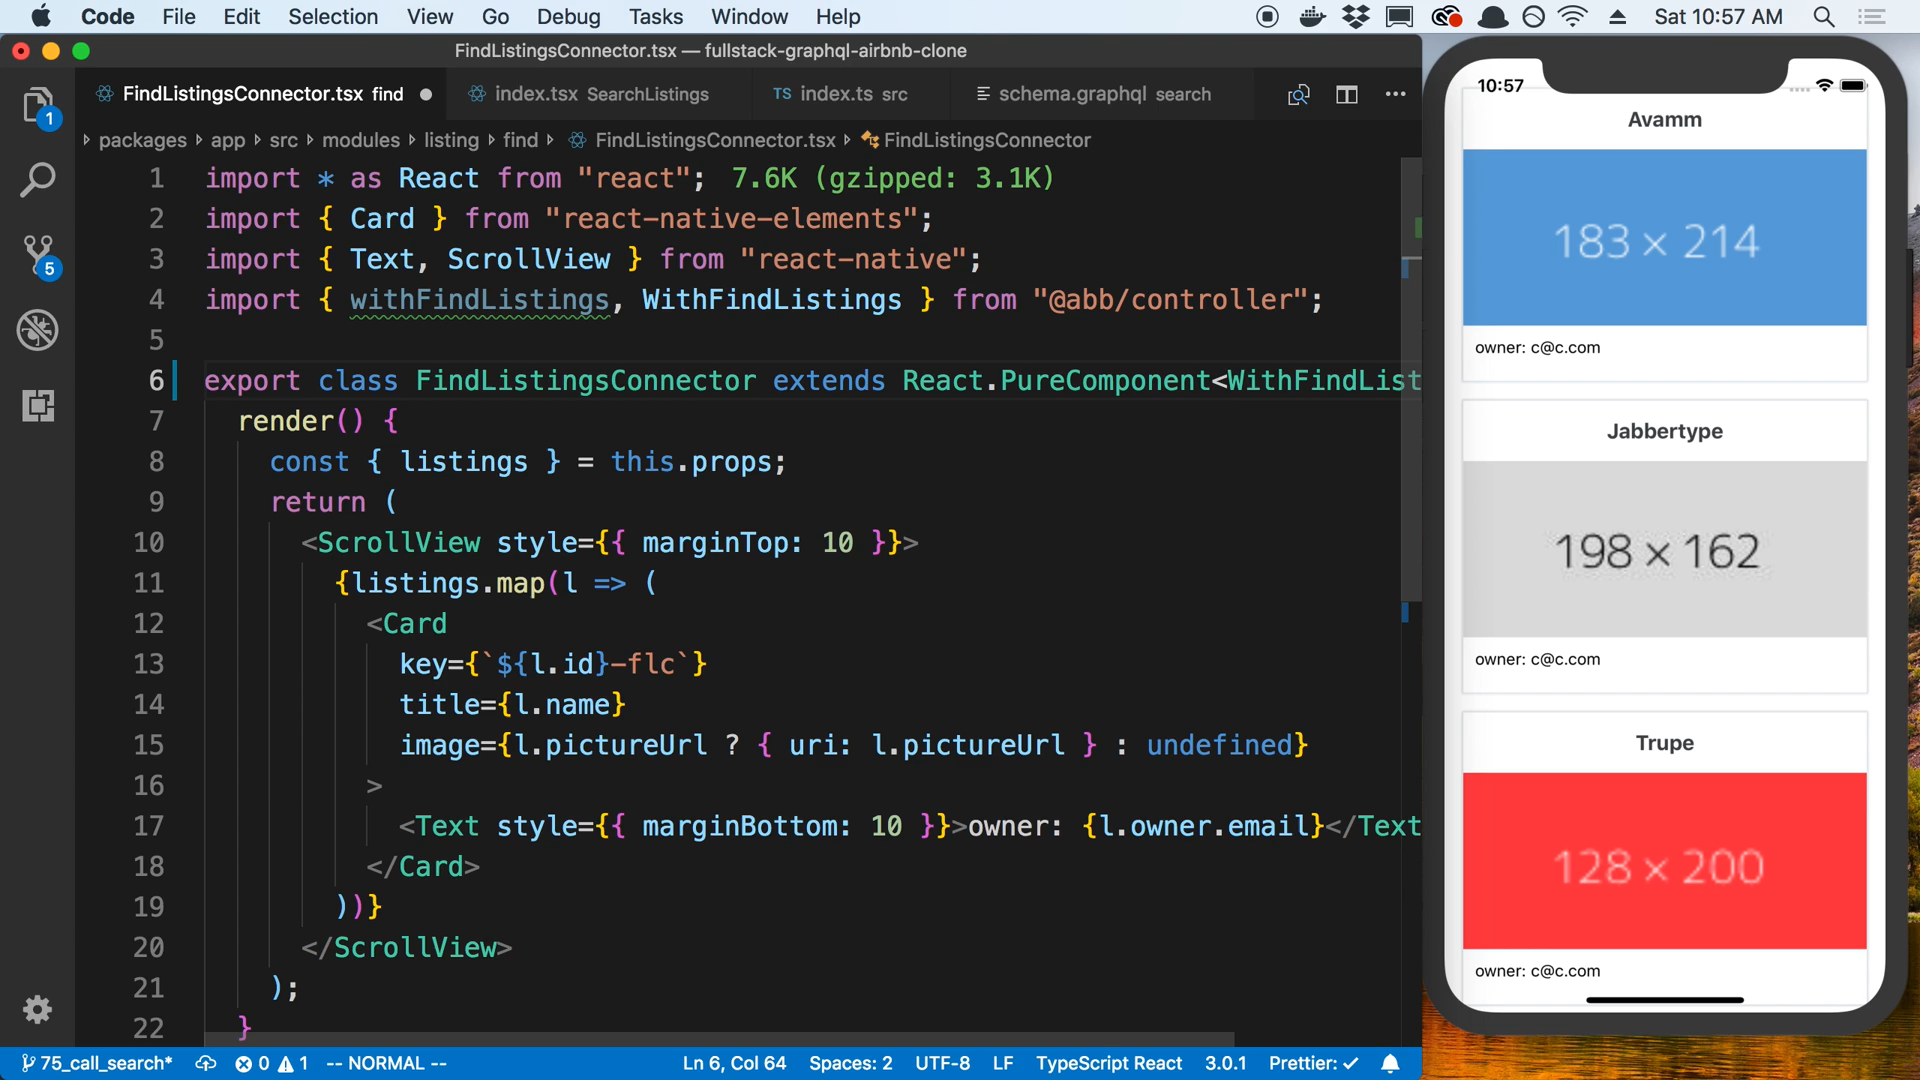 Code File Edit Selection View Go Debug Tasks Window Help Sat 10:57 AM
FindListingsConnector.tsx — fullstack-graphql-airbnb-clone
FindListingsConnector.tsx find index.tsx SearchListings TS index.ts src schema.graphql search
packages app src modules listing find FindListingsConnector.tsx FindListingsConnector
1 import * as React from "react"; 7.6K (gzipped: 3.1K)
2 import { Card } from "react-native-elements";
3 import { Text, ScrollView } from "react-native";
4 import { withFindListings, WithFindListings } from "@abb/controller";
5
6 export class FindListingsConnector extends React.PureComponent<WithFindList
7 render() {
8 const { listings } = this.props;
9 return (
10 <ScrollView style={{ marginTop: 10 }}>
11 {listings.map(l => (
12 <Card
13 key={`${l.id}-flc`}
14 title={l.name}
15 image={l.pictureUrl ? { uri: l.pictureUrl } : undefined}
16 >
17 <Text style={{ marginBottom: 10 }}>owner: {l.owner.email}</Text
18 </Card>
19 ))}
20 </ScrollView>
21 );
22 }
1
5
75_call_search* 0 1 -- NORMAL -- Ln 6, Col 64 Spaces: 2 UTF-8 LF TypeScript React 3.0.1 Prettier: ✓
10:57
Avamm
183 × 214
owner: c@c.com
Jabbertype
198 × 162
owner: c@c.com
Trupe
128 × 200
owner: c@c.com